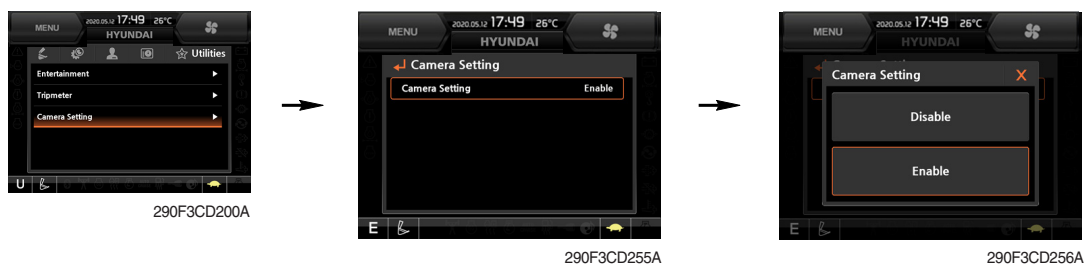 MENU
2020.05.12 17:49 26°C
HYUNDAI
Utilities
Entertainment
Tripmeter
Camera Setting
U
290F3CD200A
MENU
2020.05.12 17:49 26°C
HYUNDAI
Camera Setting
Camera Setting Enable
E
290F3CD255A
MENU
2020.05.12 17:49 26°C
HYUNDAI
Camera Setting X
Disable
Enable
E
290F3CD256A